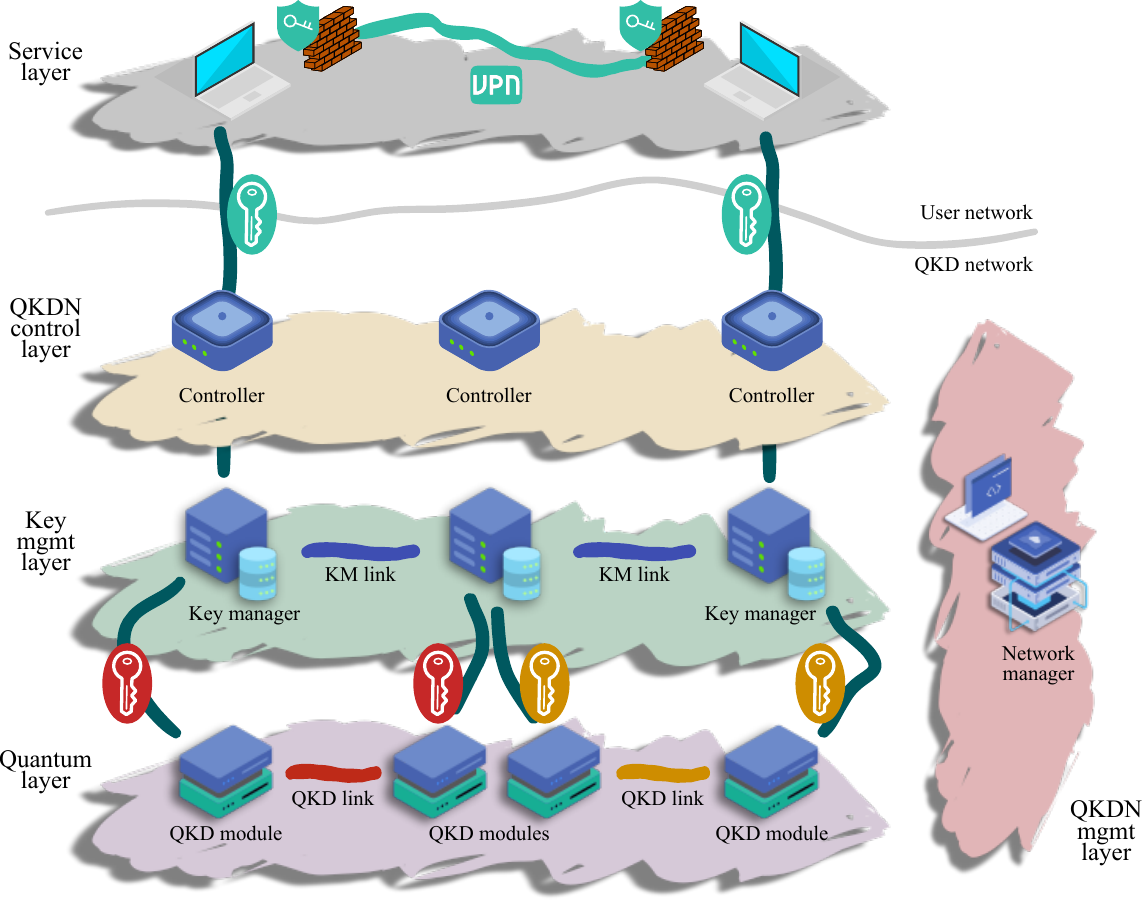 Service
layer
VPN
User network
QKD network
QKDN
control
layer
Controller
Controller
Controller
Key
mgmt
layer
KM link
KM link
Key manager
Key manager
Network
manager
Quantum
layer
QKD link
QKD link
QKD module
QKD modules
QKD module
QKDN
mgmt
layer